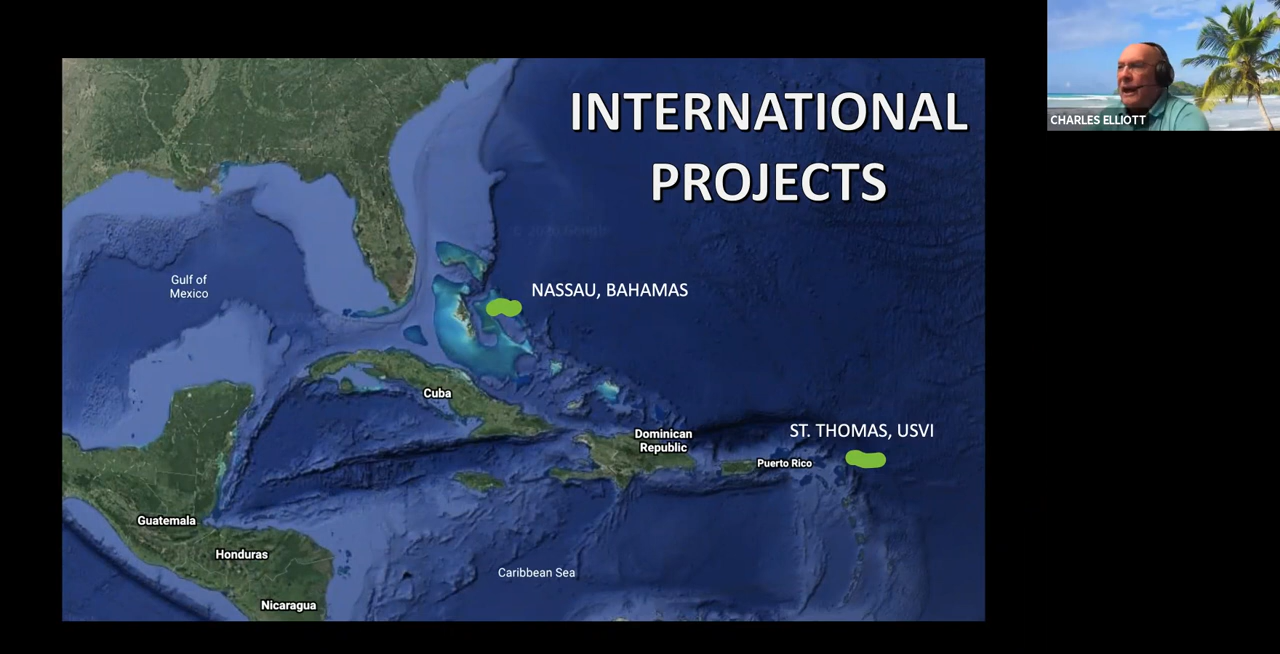 INTERNATIONAL
PROJECTS
CHARLES ELLIOTT
Gulf of
Mexico
NASSAU, BAHAMAS
Cuba
ST. THOMAS, USVI
Dominican
Republic
Puerto Rico
Guatemala
Honduras
Caribbean Sea
Nicaragua